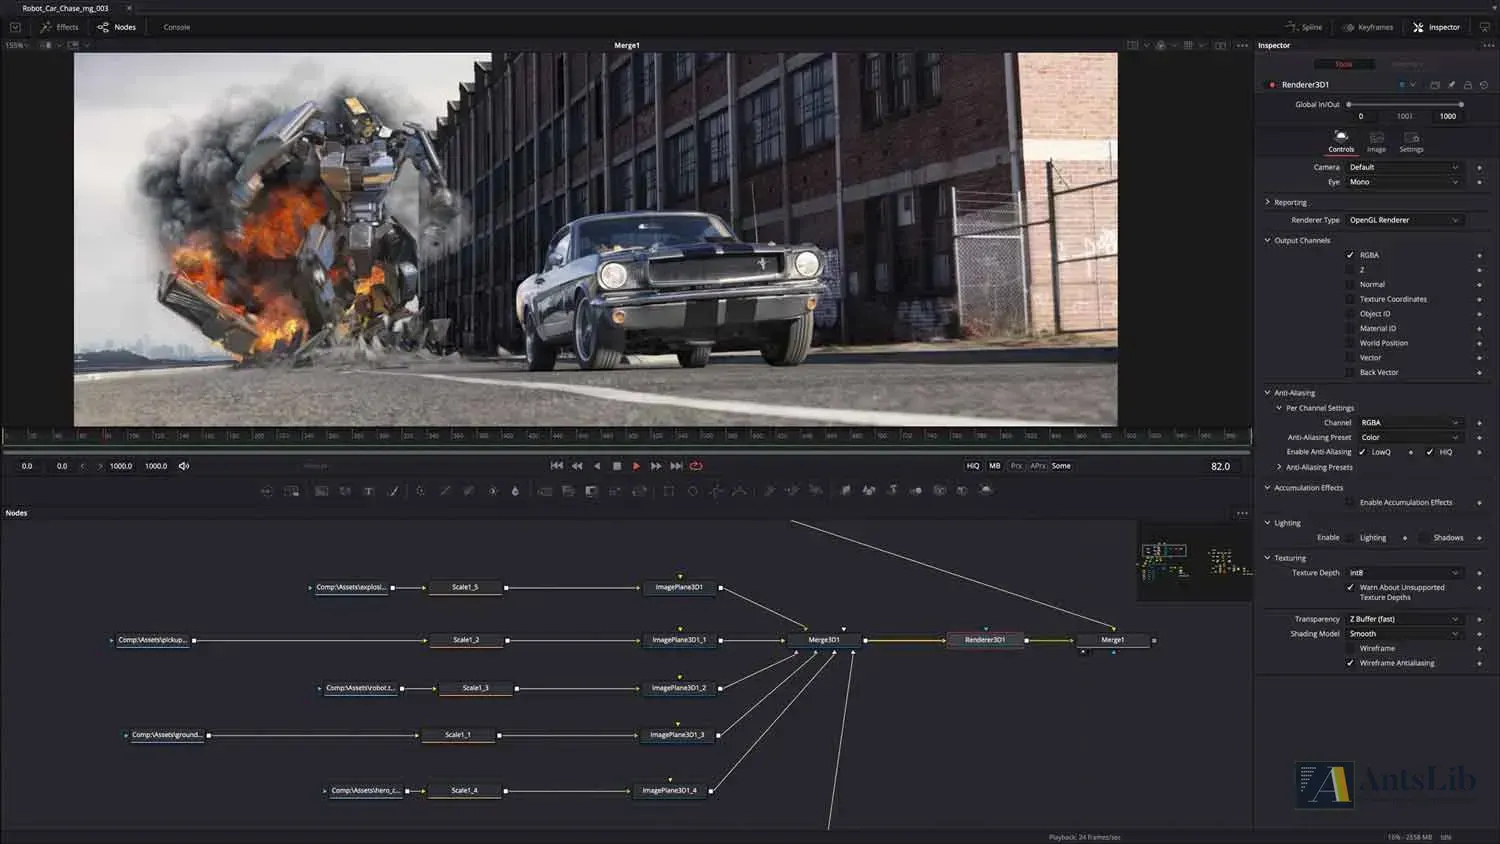 Robot_Car_Chase_mg_003
Effects Nodes Console Spline Keyframes Inspector
155% Merge1 Inspector
Tools
Renderer3D1
Global In/Out
0 1001 1000
Controls Image Settings
Camera Default
Eye Mono
Reporting
Renderer Type OpenGL Renderer
Output Channels
RGBA
Z
Normal
Texture Coordinates
Object ID
Material ID
World Position
Vector
Back Vector
Anti-Aliasing
Per Channel Settings
Channel RGBA
Anti-Aliasing Preset Color
Enable Anti-Aliasing LowQ HiQ
Anti-Aliasing Presets
Accumulation Effects
Enable Accumulation Effects
Lighting
Enable Lighting Shadows
Texturing
Texture Depth int8
Warn About Unsupported
Texture Depths
Transparency Z Buffer (fast)
Shading Model Smooth
Wireframe
Wireframe Antialiasing
0.0 0.0 1000.0 1000.0 HiQ MB Prx APrx Some 82.0
Nodes
Comp:\Assets\explosi... Scale1_5 ImagePlane3D1
Comp:\Assets\pickup... Scale1_2 ImagePlane3D1_1 Merge3D1 Renderer3D1 Merge1
Comp:\Assets\robot.t... Scale1_3 ImagePlane3D1_2
Comp:\Assets\ground... Scale1_1 ImagePlane3D1_3
Comp:\Assets\hero_c... Scale1_4 ImagePlane3D1_4
AntsLib
Playback: 24 frames/sec 16% - 2558 MB Idle